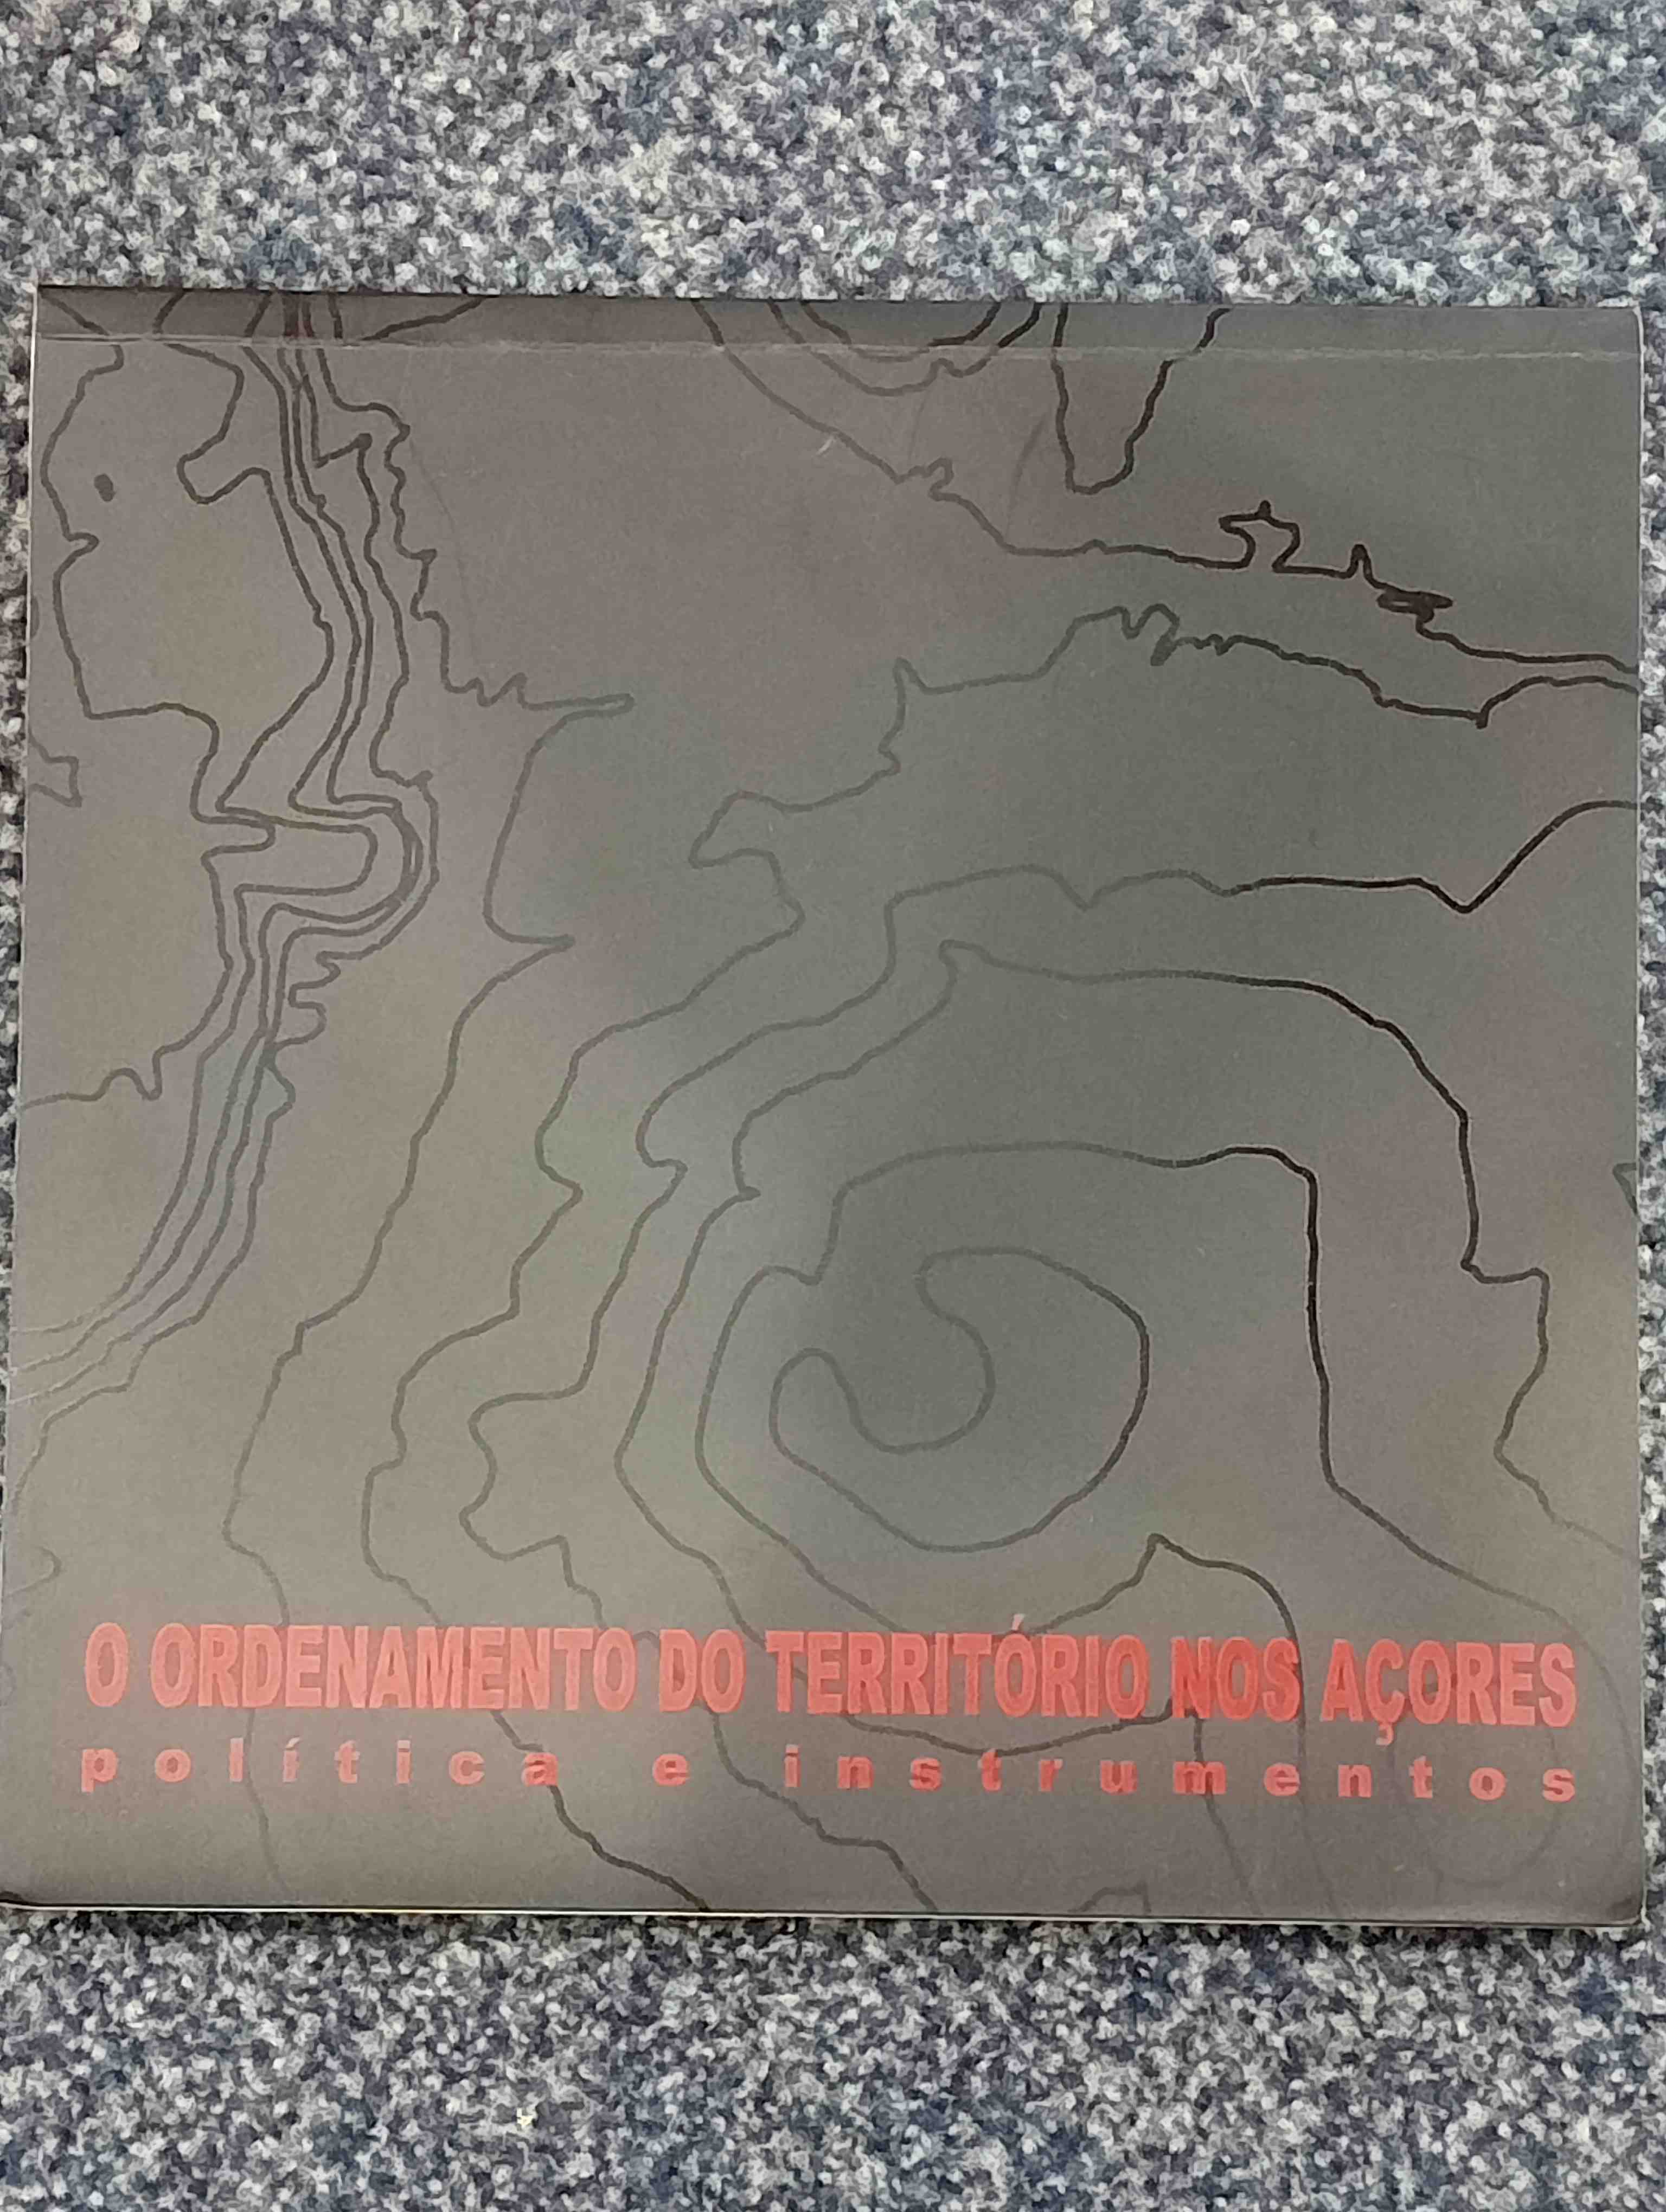 O ORDENAMENTO DO TERRITÓRIO NOS AÇORES
política e instrumentos